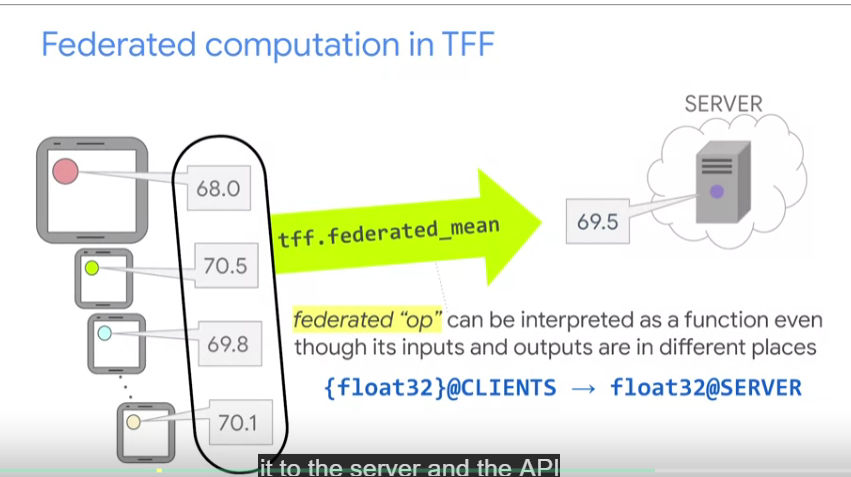 Federated computation in TFF
SERVER
68.0
70.5
69.8
70.1
tff.federated_mean
69.5
federated “op” can be interpreted as a function even
though its inputs and outputs are in different places
{float32}@CLIENTS → float32@SERVER
it to the server and the API